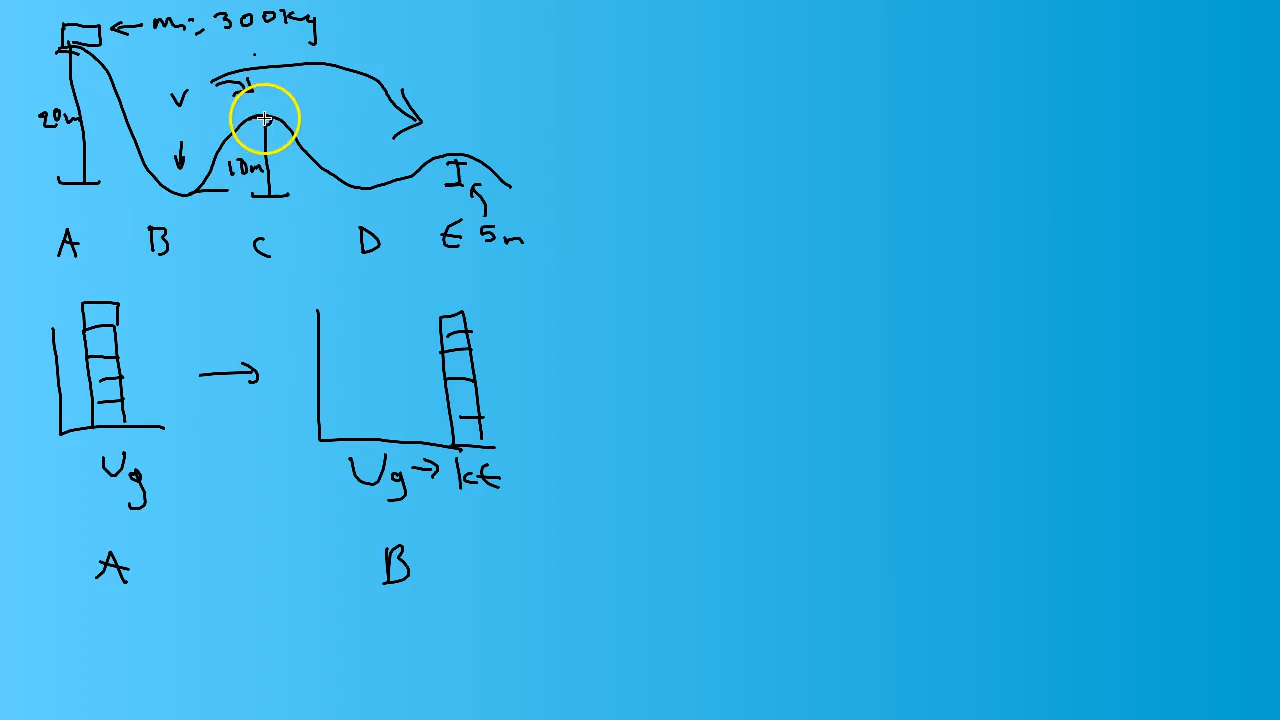 m = 300kg
20m
V
10m
A B C D E 5m
Ug
Ug → KE
A B